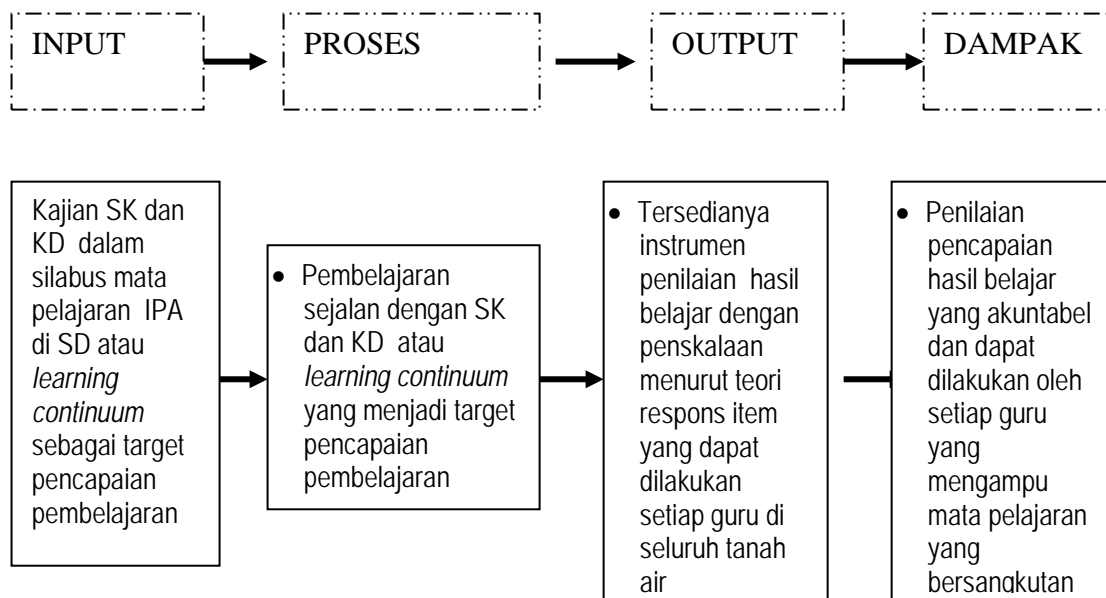 INPUT
PROSES
OUTPUT
DAMPAK
Kajian SK dan
KD dalam
silabus mata
pelajaran IPA
di SD atau
learning
continuum
sebagai target
pencapaian
pembelajaran
• Pembelajaran
sejalan dengan SK
dan KD atau
learning continuum
yang menjadi target
pencapaian
pembelajaran
• Tersedianya
instrumen
penilaian hasil
belajar dengan
penskalaan
menurut teori
respons item
yang dapat
dilakukan
setiap guru di
seluruh tanah
air
• Penilaian
pencapaian
hasil belajar
yang akuntabel
dan dapat
dilakukan oleh
setiap guru
yang
mengampu
mata pelajaran
yang
bersangkutan